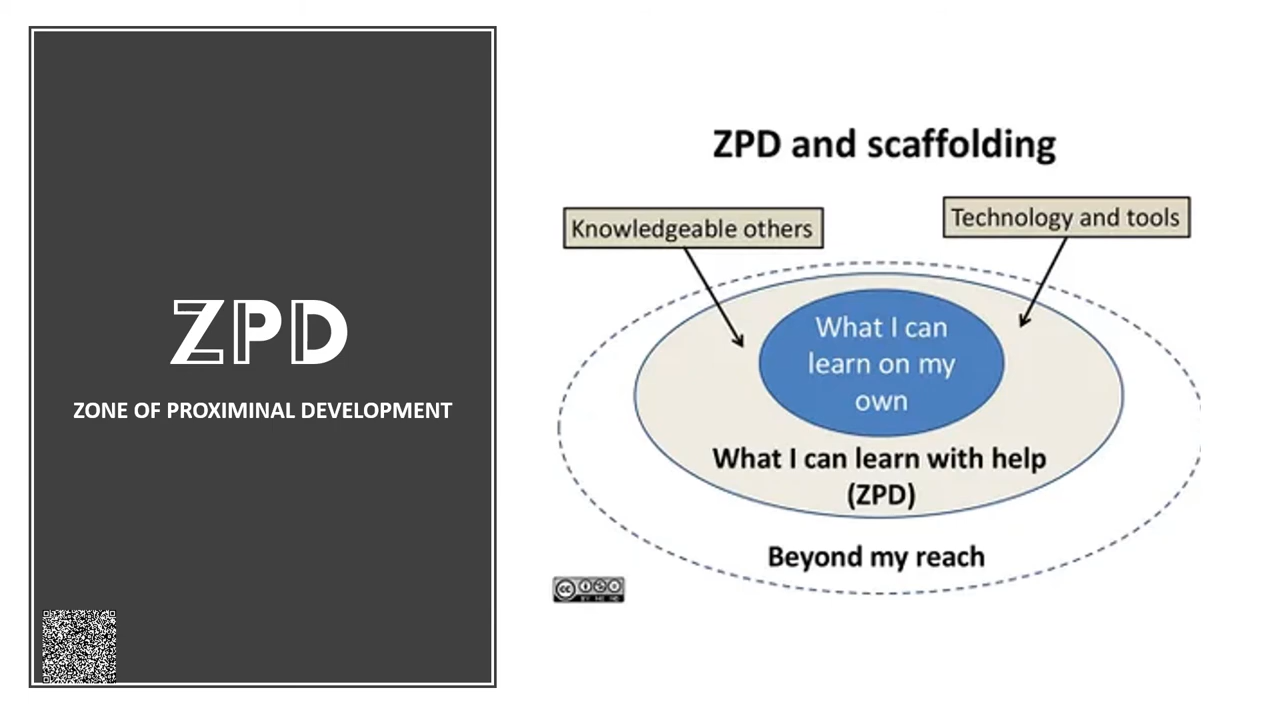 ZPD
ZONE OF PROXIMINAL DEVELOPMENT
ZPD and scaffolding
Knowledgeable others
Technology and tools
What I can
learn on my
own
What I can learn with help
(ZPD)
Beyond my reach
cc